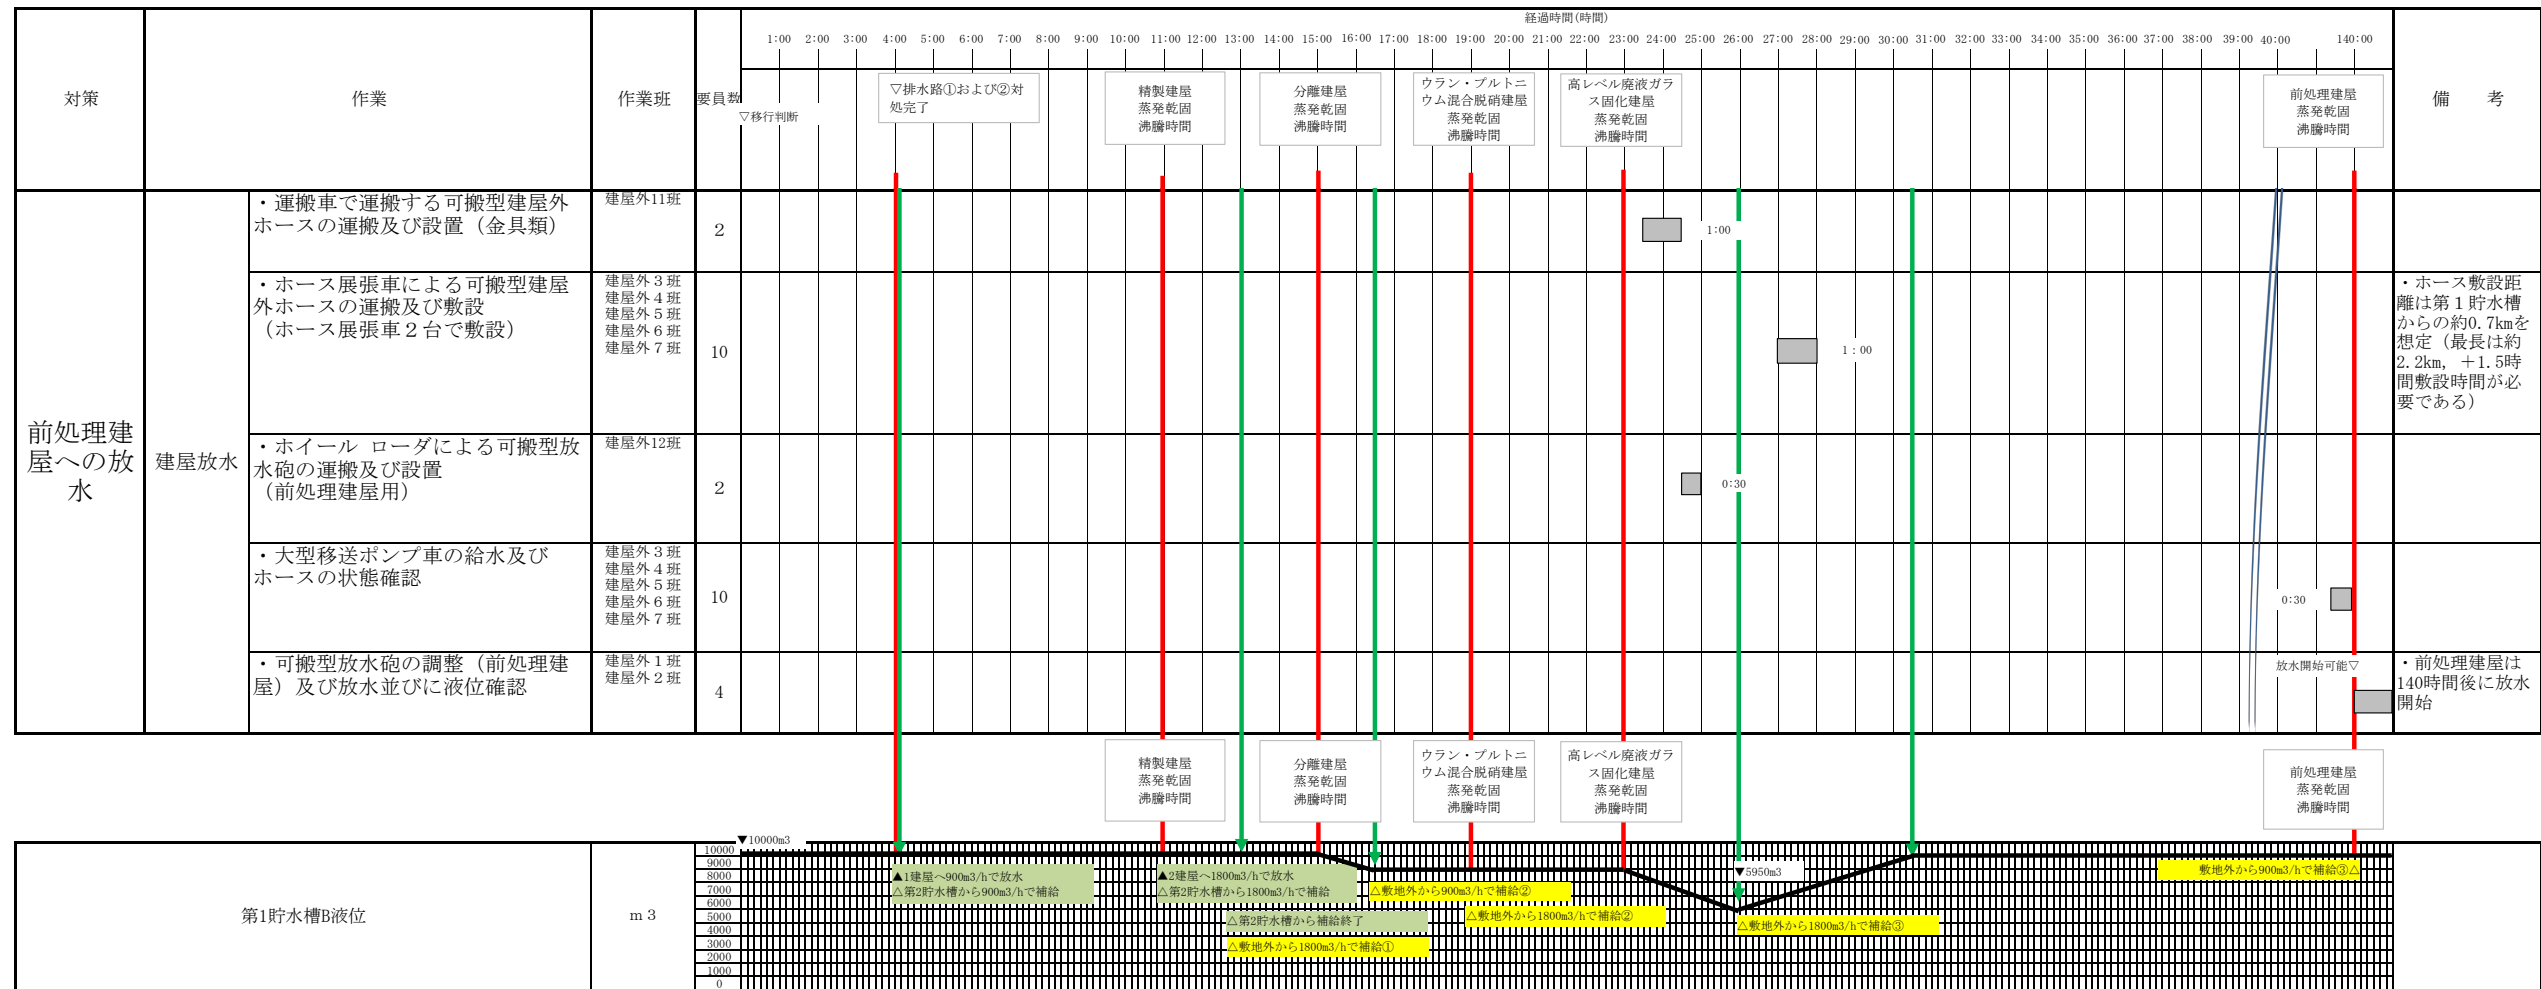 経過時間(時間)
1:00 2:00 3:00 4:00 5:00 6:00 7:00 8:00 9:00 10:00 11:00 12:00 13:00 14:00 15:00 16:00 17:00 18:00 19:00 20:00 21:00 22:00 23:00 24:00 25:00 26:00 27:00 28:00 29:00 30:00 31:00 32:00 33:00 34:00 35:00 36:00 37:00 38:00 39:00 40:00 140:00
対策
作業
作業班
要員数
備　考
▽移行判断
▽排水路①および②対
処完了
精製建屋
蒸発乾固
沸騰時間
分離建屋
蒸発乾固
沸騰時間
ウラン・プルトニ
ウム混合脱硝建屋
蒸発乾固
沸騰時間
高レベル廃液ガラ
ス固化建屋
蒸発乾固
沸騰時間
前処理建屋
蒸発乾固
沸騰時間
前処理建
屋への放
水
建屋放水
・運搬車で運搬する可搬型建屋外
ホースの運搬及び設置（金具類）
建屋外11班
2
1:00
・ホース展張車による可搬型建屋
外ホースの運搬及び敷設
（ホース展張車２台で敷設）
建屋外３班
建屋外４班
建屋外５班
建屋外６班
建屋外７班
10
1：00
・ホース敷設距
離は第１貯水槽
からの約0.7kmを
想定（最長は約
2.2km, ＋1.5時
間敷設時間が必
要である）
・ホイール ローダによる可搬型放
水砲の運搬及び設置
（前処理建屋用）
建屋外12班
2
0:30
・大型移送ポンプ車の給水及び
ホースの状態確認
建屋外３班
建屋外４班
建屋外５班
建屋外６班
建屋外７班
10
0:30
・可搬型放水砲の調整（前処理建
屋）及び放水並びに液位確認
建屋外１班
建屋外２班
4
放水開始可能▽
・前処理建屋は
140時間後に放水
開始
精製建屋
蒸発乾固
沸騰時間
分離建屋
蒸発乾固
沸騰時間
ウラン・プルトニ
ウム混合脱硝建屋
蒸発乾固
沸騰時間
高レベル廃液ガラ
ス固化建屋
蒸発乾固
沸騰時間
前処理建屋
蒸発乾固
沸騰時間
第1貯水槽B液位
ｍ３
10000
9000
8000
7000
6000
5000
4000
3000
2000
1000
0
▼10000m3
▲1建屋へ900m3/hで放水
△第2貯水槽から900m3/hで補給
▲2建屋へ1800m3/hで放水
△第2貯水槽から1800m3/hで補給
△第2貯水槽から補給終了
△敷地外から1800m3/hで補給①
△敷地外から900m3/hで補給②
△敷地外から1800m3/hで補給②
▼5950m3
△敷地外から1800m3/hで補給③
敷地外から900m3/hで補給③△